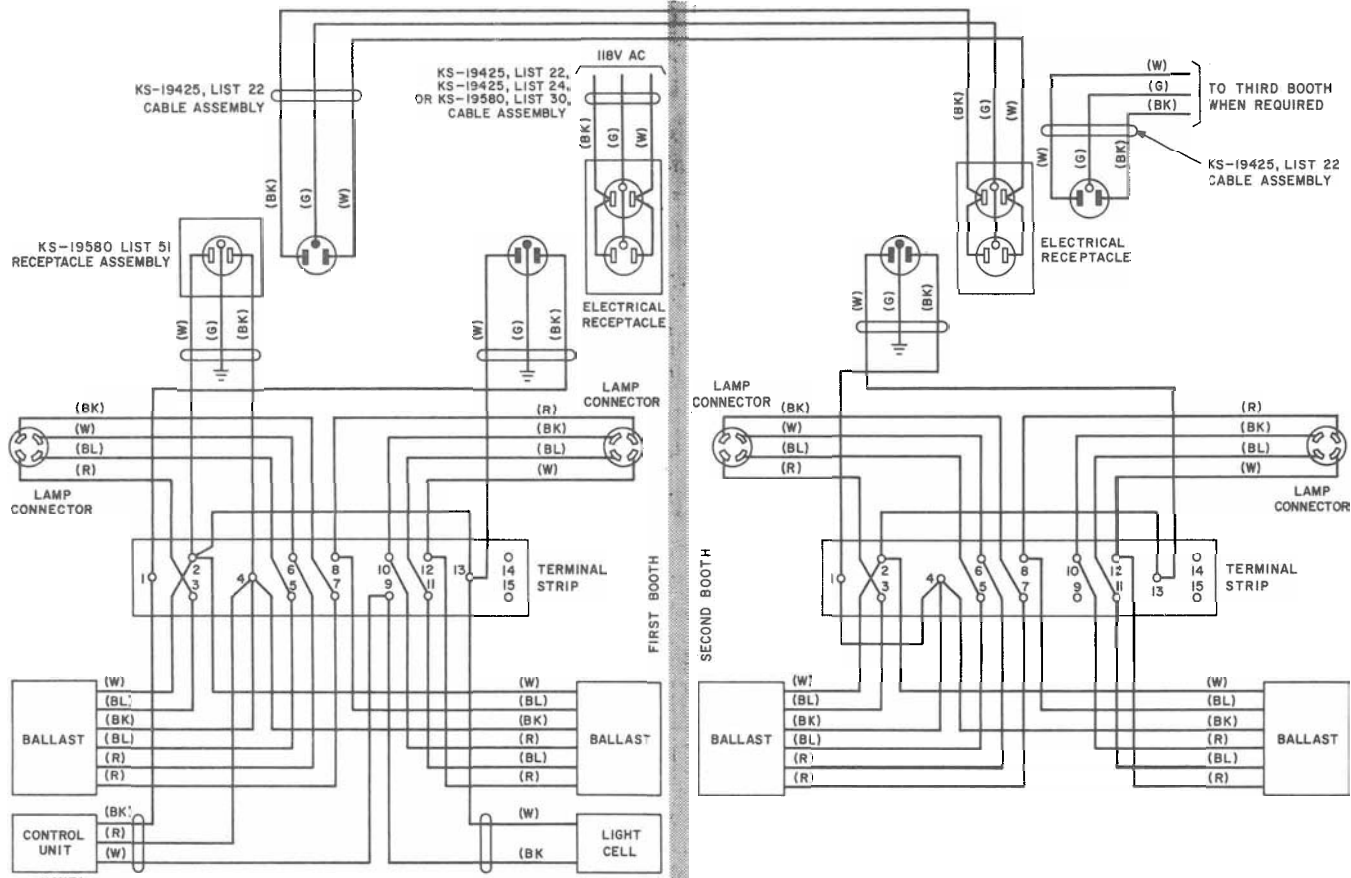 118V AC
KS-19425, LIST 22,
KS-19425, LIST 24,
OR KS-19580, LIST 30,
CABLE ASSEMBLY
KS-19425, LIST 22
CABLE ASSEMBLY
(BK)
(G)
(W)
(BK)
(G)
(W)
KS-19580 LIST 51
RECEPTACLE ASSEMBLY
ELECTRICAL
RECEPTACLE
(W)
(G)
(BK)
(W)
(G)
(BK)
LAMP
CONNECTOR
(BK)
(W)
(BL)
(R)
(R)
(BK)
(BL)
(W)
LAMP
CONNECTOR
1
2
3
4
6
5
8
7
10
9
12
11
13
14
15
TERMINAL
STRIP
FIRST BOOTH
BALLAST
(W)
(BL)
(BK)
(BL)
(R)
(R)
(W)
(BL)
(BK)
(R)
(BL)
(R)
BALLAST
CONTROL
UNIT
(BK)
(R)
(W)
(W)
(BK
LIGHT
CELL
(BK)
(G)
(W)
(W)
(G)
(BK)
TO THIRD BOOTH
WHEN REQUIRED
(W)
(G)
(BK)
KS-19425, LIST 22
CABLE ASSEMBLY
ELECTRICAL
RECEPTACLE
(W)
(G)
(BK)
LAMP
CONNECTOR
(BK)
(W)
(BL)
(R)
(R)
(BK)
(BL)
(W)
LAMP
CONNECTOR
SECOND BOOTH
1
2
3
4
6
5
8
7
10
9
12
11
13
14
15
TERMINAL
STRIP
BALLAST
(W)
(BL)
(BK)
(BL)
(R)
(R)
(W)
(BL)
(BK)
(R)
(BL)
(R)
BALLAST